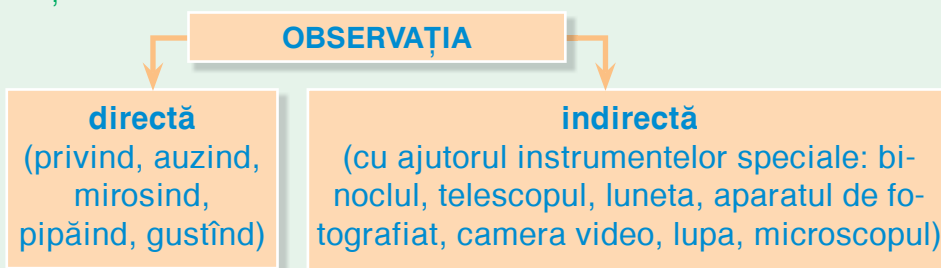 OBSERVAȚIA
directă
(privind, auzind,
mirosind,
pipăind, gustînd)
indirectă
(cu ajutorul instrumentelor speciale: bi-
noclul, telescopul, luneta, aparatul de fo-
tografiat, camera video, lupa, microscopul)